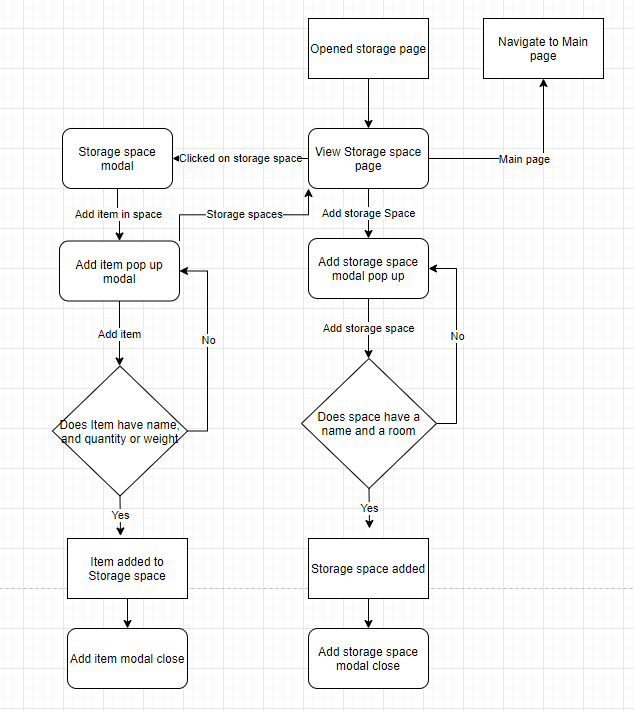 Opened storage page
Navigate to Main
page
Storage space
modal
Clicked on storage space
View Storage space
page
Main page
Add item in space
Storage spaces
Add storage Space
Add item pop up
modal
Add storage space
modal pop up
Add item
No
Add storage space
No
Does Item have name,
and quantity or weight
Does space have a
name and a room
Yes
Yes
Item added to
Storage space
Storage space added
Add item modal close
Add storage space
modal close